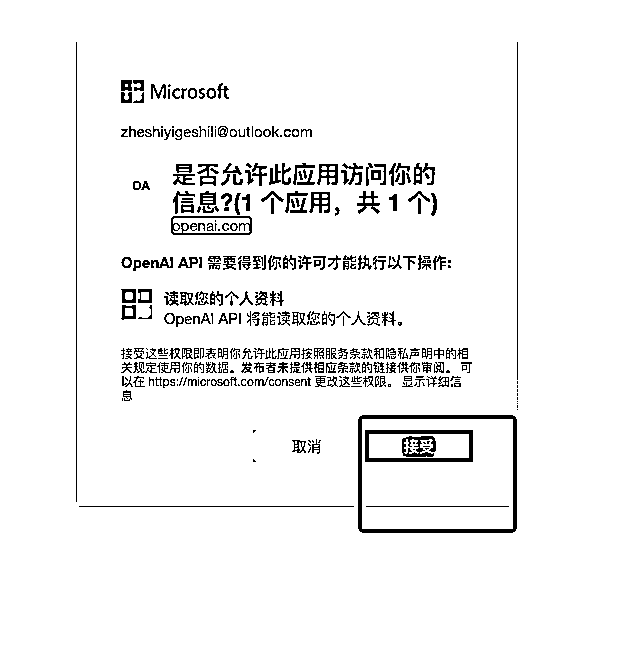 Microsoft
zheshiyigeshili@outlook.com
OA
是否允许此应用访问你的
信息?(1 个应用，共 1 个)
openai.com
OpenAI API 需要得到你的许可才能执行以下操作:
读取您的个人资料
OpenAI API 将能读取您的个人资料。
接受这些权限即表明你允许此应用按照服务条款和隐私声明中的相
关规定使用你的数据。发布者未提供相应条款的链接供你审阅。 可
以在 https://microsoft.com/consent 更改这些权限。 显示详细信
息
取消
接受